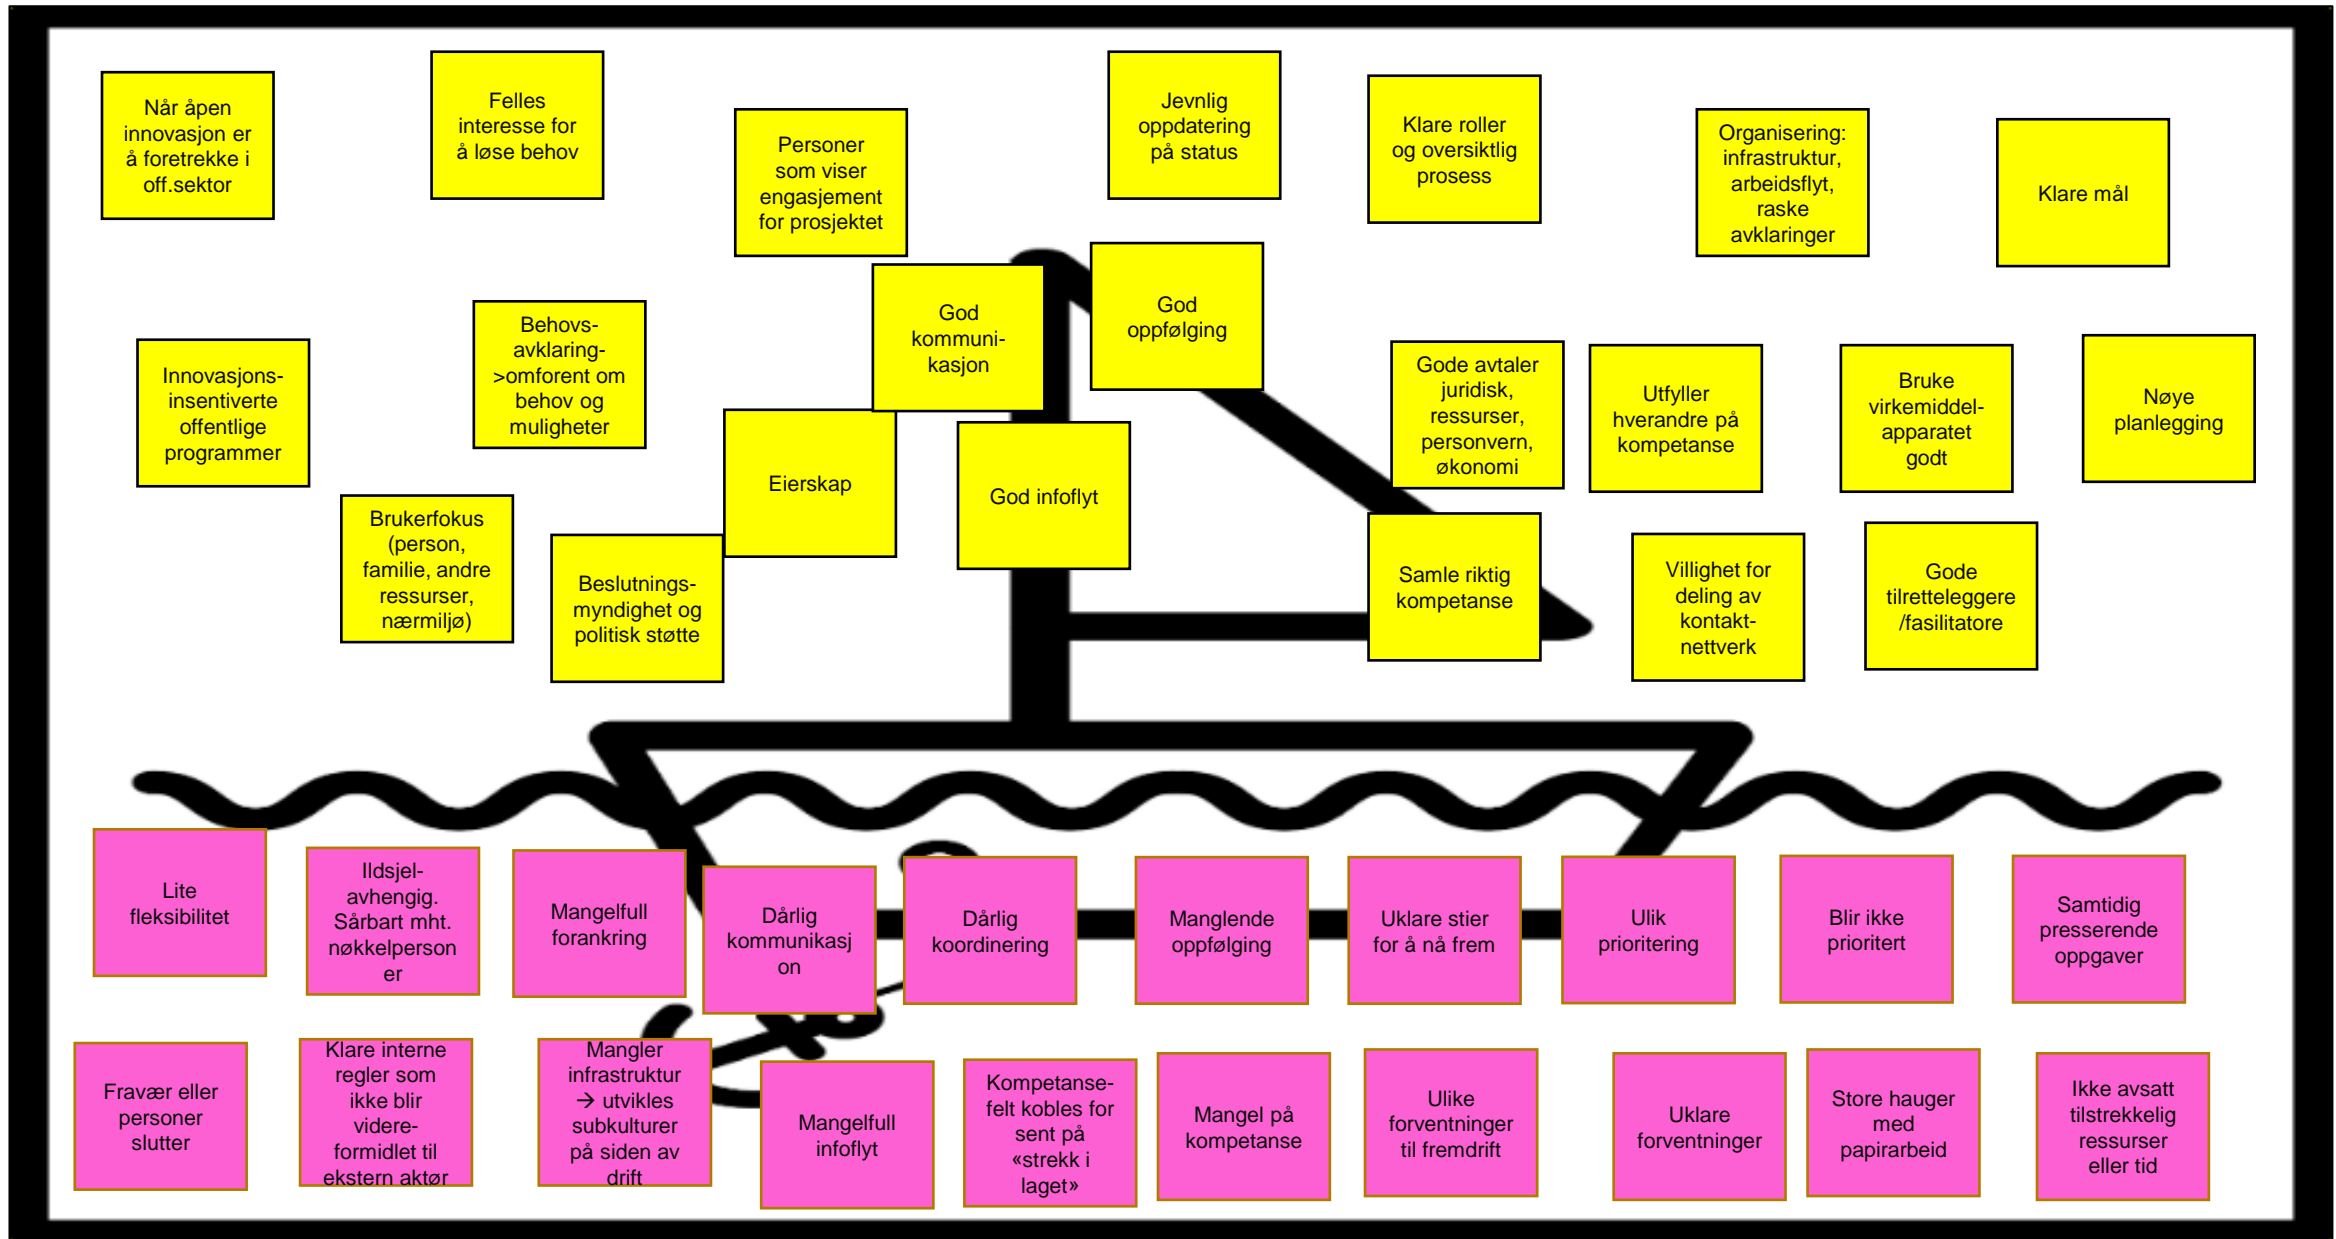 Når åpen
innovasjon er
å foretrekke i
off.sektor
Felles
interesse for
å løse behov
Personer
som viser
engasjement
for prosjektet
Jevnlig
oppdatering
på status
Klare roller
og oversiktlig
prosess
Organisering:
infrastruktur,
arbeidsflyt,
raske
avklaringer
Klare mål
Innovasjons-
insentiverte
offentlige
programmer
Behovs-
avklaring-
>omforent om
behov og
muligheter
God
kommuni-
kasjon
God
oppfølging
Gode avtaler
juridisk,
ressurser,
personvern,
økonomi
Utfyller
hverandre på
kompetanse
Bruke
virkemiddel-
apparatet
godt
Nøye
planlegging
Brukerfokus
(person,
familie, andre
ressurser,
nærmiljø)
Beslutnings-
myndighet og
politisk støtte
Eierskap
God infoflyt
Samle riktig
kompetanse
Villighet for
deling av
kontakt-
nettverk
Gode
tilretteleggere
/fasilitatore
Lite
fleksibilitet
Ildsjel-
avhengig.
Sårbart mht.
nøkkelperson
er
Mangelfull
forankring
Dårlig
kommunikasj
on
Dårlig
koordinering
Manglende
oppfølging
Uklare stier
for å nå frem
Ulik
prioritering
Blir ikke
prioritert
Samtidig
presserende
oppgaver
Fravær eller
personer
slutter
Klare interne
regler som
ikke blir
videre-
formidlet til
ekstern aktør
Mangler
infrastruktur
→ utvikles
subkulturer
på siden av
drift
Mangelfull
infoflyt
Kompetanse-
felt kobles for
sent på
«strekk i
laget»
Mangel på
kompetanse
Ulike
forventninger
til fremdrift
Uklare
forventninger
Store hauger
med
papirarbeid
Ikke avsatt
tilstrekkelig
ressurser
eller tid